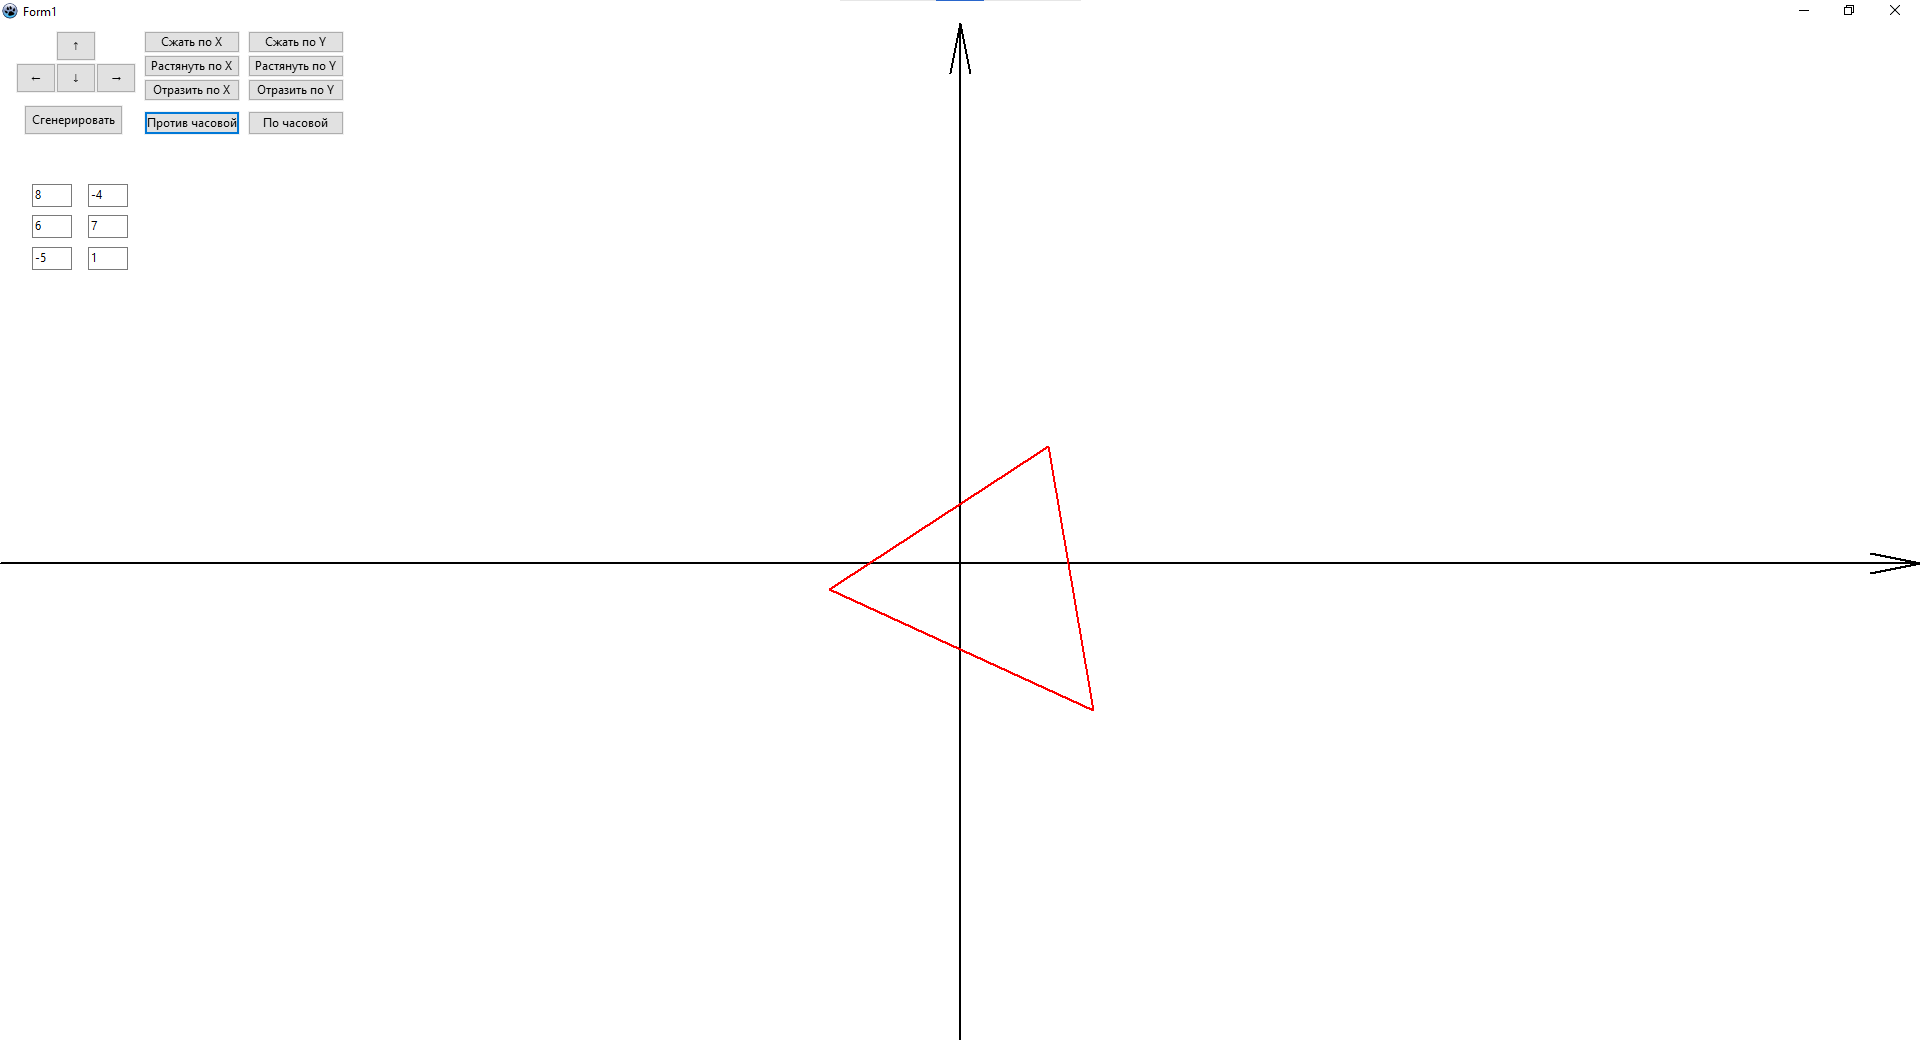 Form1
↑
← ↓ →
Сгенерировать
Сжать по X Сжать по Y
Растянуть по X Растянуть по Y
Отразить по X Отразить по Y
Против часовой По часовой
8 -4
6 7
-5 1